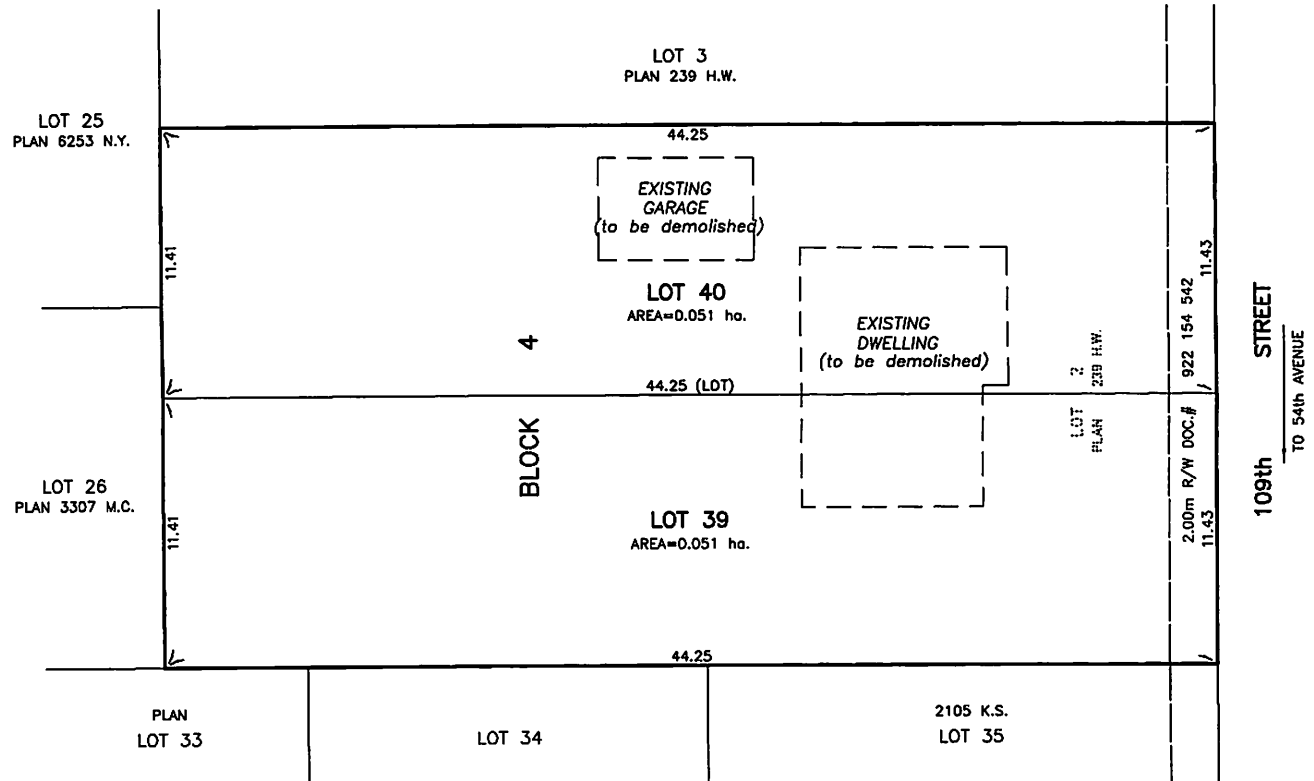 LOT 3
PLAN 239 H.W.
LOT 25
PLAN 6253 N.Y.
44.25
EXISTING
GARAGE
(to be demolished)
11.41
11.43
LOT 40
AREA=0.051 ha.
EXISTING
DWELLING
(to be demolished)
4
BLOCK
44.25 (LOT)
LOT 2
PLAN 239 H.W.
2.00m R/W DOC.# 922 154 542
109th STREET
TO 54th AVENUE
LOT 26
PLAN 3307 M.C.
11.41
LOT 39
AREA=0.051 ha.
11.43
44.25
PLAN
LOT 33
LOT 34
2105 K.S.
LOT 35